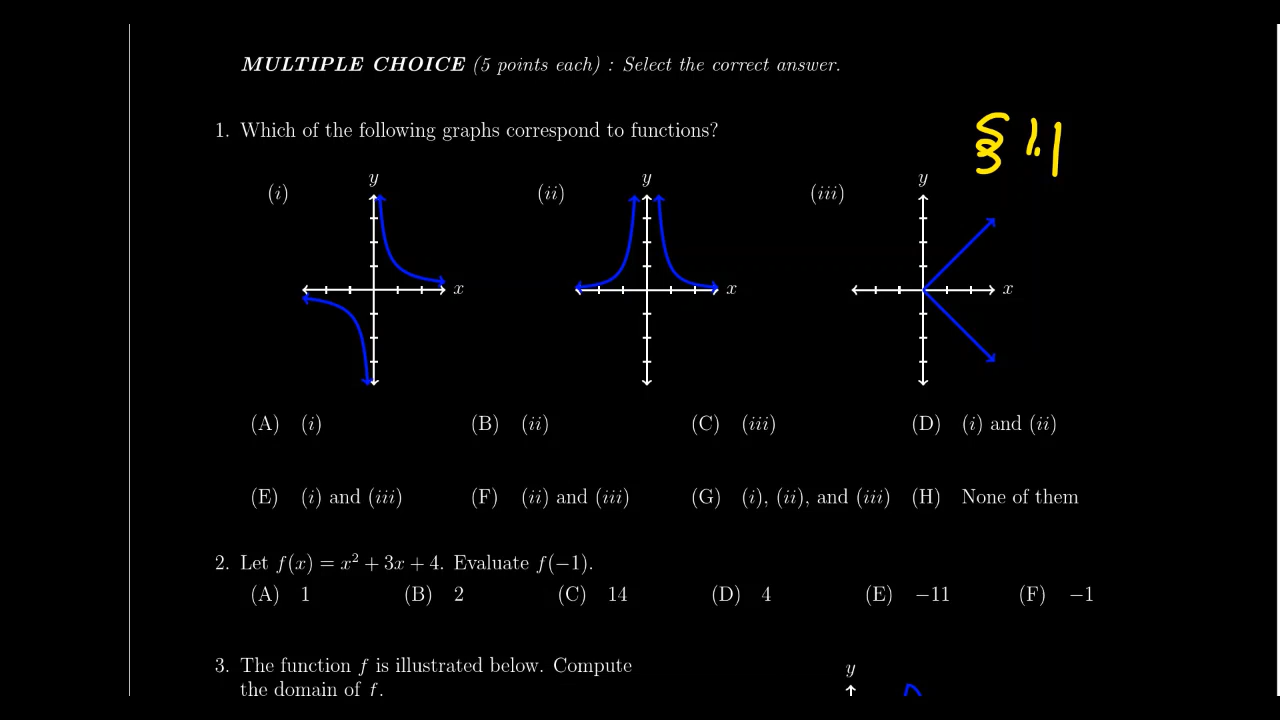 MULTIPLE CHOICE (5 points each) : Select the correct answer.
1. Which of the following graphs correspond to functions?
§ 1.1
(i) y x
(ii) y x
(iii) y x
(A) (i) (B) (ii) (C) (iii) (D) (i) and (ii)
(E) (i) and (iii) (F) (ii) and (iii) (G) (i), (ii), and (iii) (H) None of them
2. Let f(x) = x² + 3x + 4. Evaluate f(−1).
(A) 1 (B) 2 (C) 14 (D) 4 (E) −11 (F) −1
3. The function f is illustrated below. Compute
the domain of f.
y